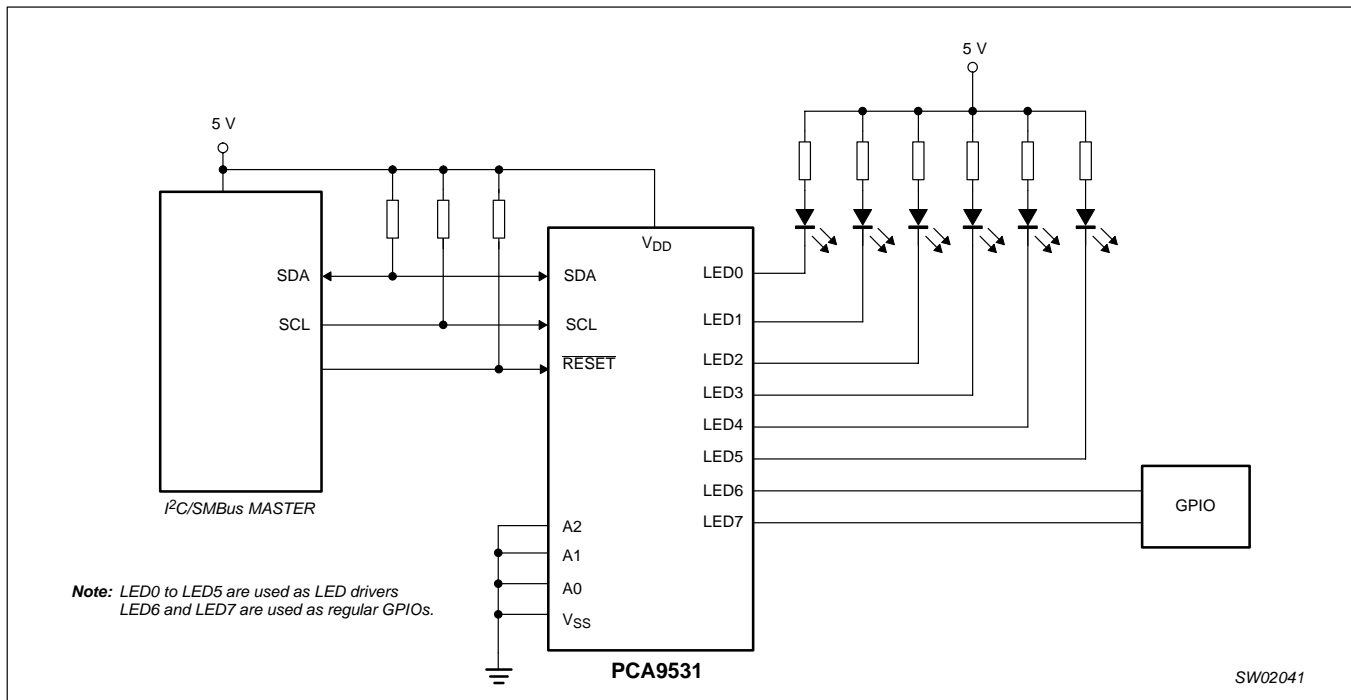 5 V
5 V
V_DD
SDA
SDA
LED0
SCL
SCL
LED1
RESET
LED2
LED3
LED4
LED5
LED6
LED7
GPIO
I²C/SMBus MASTER
A2
A1
A0
V_SS
Note: LED0 to LED5 are used as LED drivers
LED6 and LED7 are used as regular GPIOs.
PCA9531
SW02041